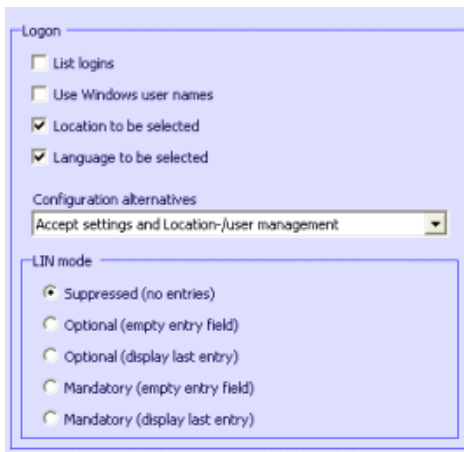 Logon
List logins
Use Windows user names
Location to be selected
Language to be selected
Configuration alternatives
Accept settings and Location-/user management
LIN mode
Suppressed (no entries)
Optional (empty entry field)
Optional (display last entry)
Mandatory (empty entry field)
Mandatory (display last entry)